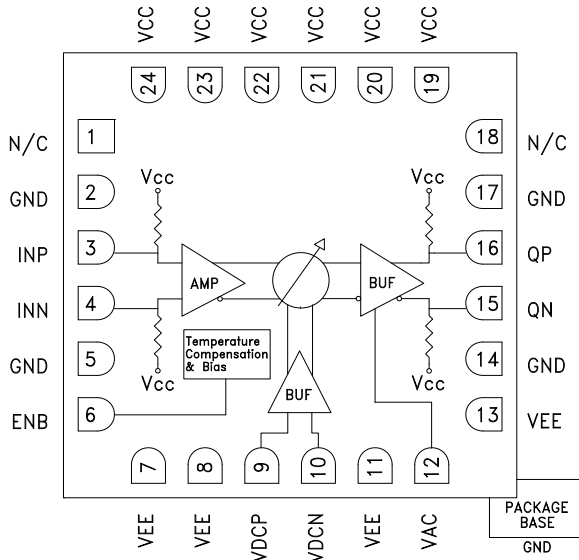 VCC VCC VCC VCC VCC VCC
24 23 22 21 20 19
N/C 1 18 N/C
GND 2 Vcc Vcc 17 GND
INP 3 16 QP
AMP BUF
INN 4 15 QN
GND 5 Temperature 14 GND
Compensation
& Bias
Vcc Vcc
BUF
ENB 6 13 VEE
7 8 9 10 11 12
VEE VEE VDCP VDCN VEE VAC
PACKAGE
BASE
GND